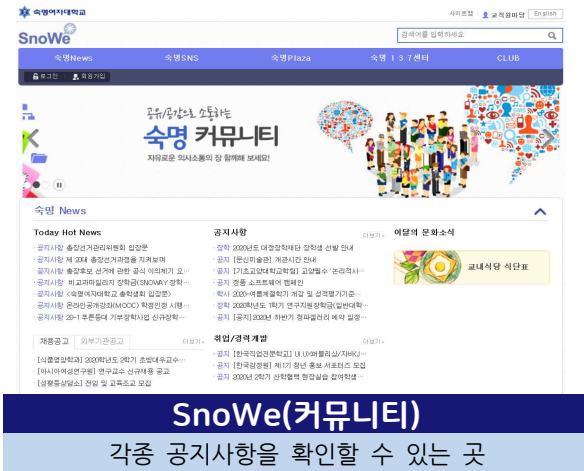 숙명여자대학교
사이트맵 교직원마당 English
SnoWe
검색어를 입력하세요.
숙명News 숙명SNS 숙명Plaza 숙명 1 3 7센터 CLUB
로그인 회원가입
공유/공감으로 소통하는
숙명 커뮤니티
자유로운 의사소통의 장 함께해 보세요!
숙명 News
Today Hot News
· 공지사항 총장선거관리위원회 입장문
· 공지사항 제 20대 총장선거과정을 지켜보며
· 공지사항 총장후보 선거에 관한 공식 이의제기 요…
· 공지사항 비교과마일리지 장학금(SNOWAY장학…
· 공지사항 <숙명여자대학교 총학생회 입장문>
· 공지사항 온라인공개강좌(MOOC) 학점인정 시행…
· 공지사항 20-1 푸른등대 기부장학사업 신규장학…
공지사항 더보기+
· 장학 2020년도 대정장학재단 장학생 선발 안내
· 공지 [문신미술관] 개관시간 안내
· 공지 [기초교양대학교학팀] 교양필수 '논리적사…
· 공지 정품 소프트웨어 캠페인
· 학사 2020-여름계절학기 개강 및 성적평가기준…
· 장학 2020학년도 1학기 연구지원장학금(일반대학…
· 공지 [공지]2020년 하반기 청파갤러리 예약 일정…
이달의 문화소식
교내식당 식단표
채용공고 외부기관공고 더보기+
· [식품영양학과] 2020학년도 2학기 초빙대우교수…
· [아시아여성연구원] 연구교수 신규채용 공고
· [성평등상담소] 전임 및 교육조교 모집
취업/경력개발 더보기+
· 공지 [한국직업전문학교] UI,UX퍼블리싱/자바(J…
· 공지 [한국감정원] 제1기 청년 홍보 서포터즈 모집
· 공지 2020년 2학기 산학협력 현장실습 참여학생…
SnoWe(커뮤니티)
각종 공지사항을 확인할 수 있는 곳